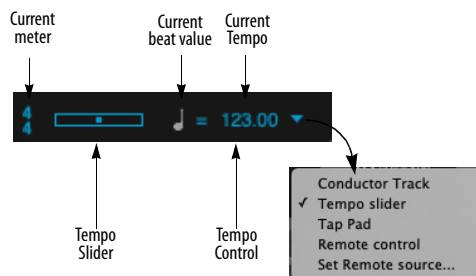 Current
meter
Current
beat value
Current
Tempo
4
4
= 123.00
Tempo
Slider
Tempo
Control
Conductor Track
✓ Tempo slider
Tap Pad
Remote control
Set Remote source...